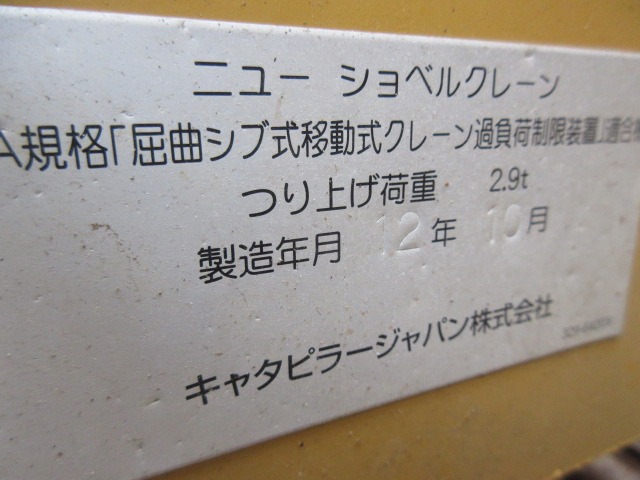 ニュー ショベルクレーン
A規格｢屈曲ジブ式移動式クレーン過負荷制限装置｣適合
つり上げ荷重 2.9t
製造年月 12年 10月
キャタピラージャパン株式会社